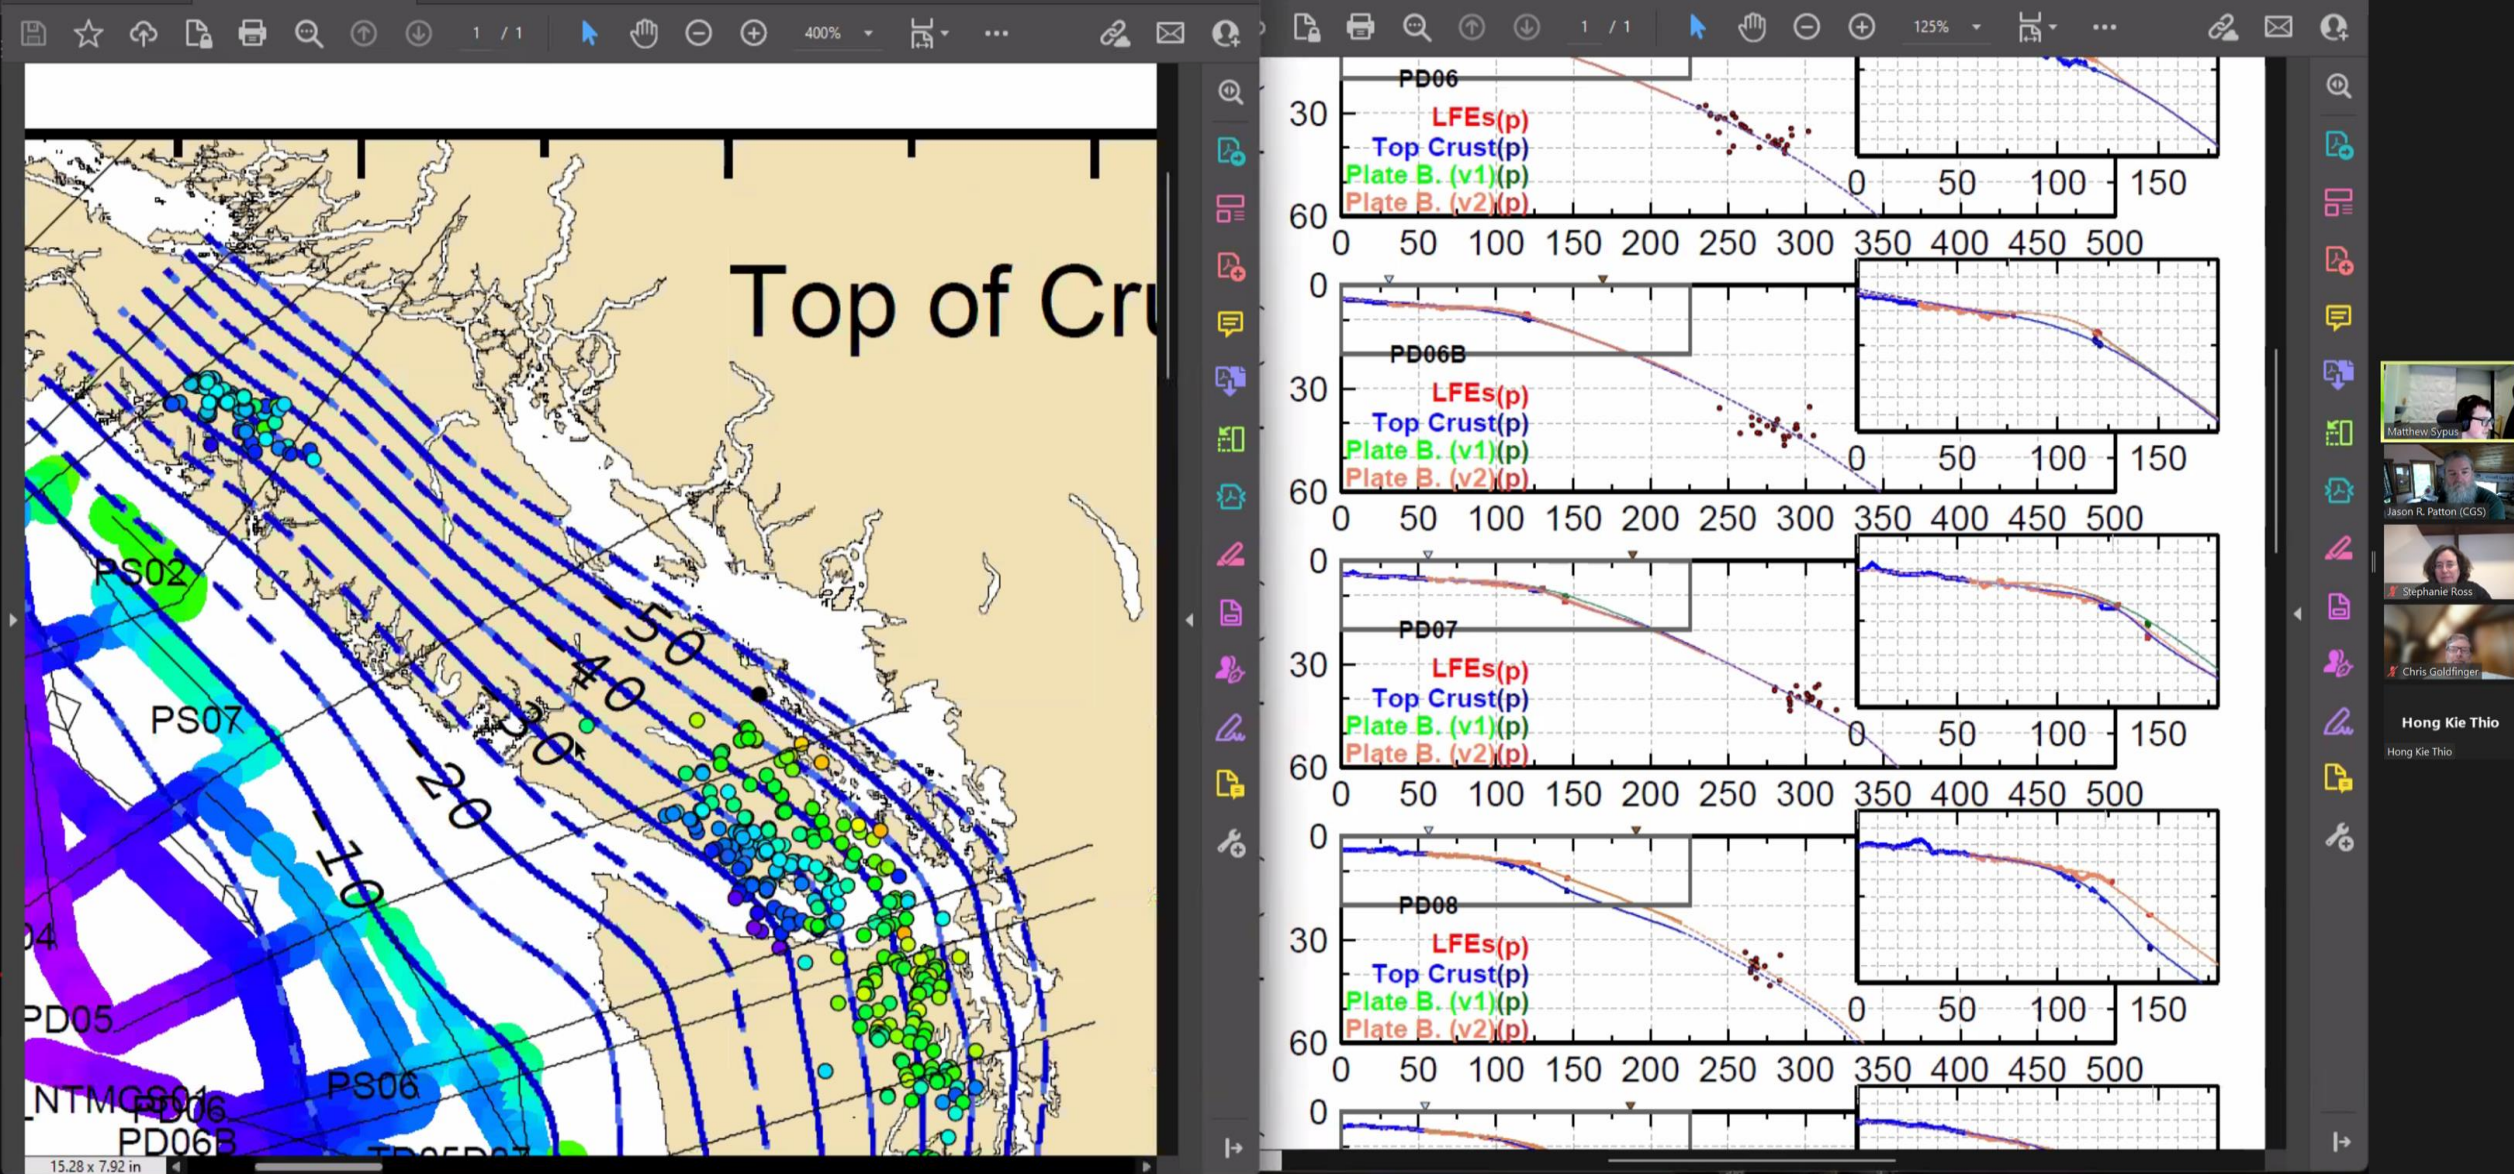 1 / 1
400%
Top of Cru
-50
-40
-30
-20
-10
PS02
PS07
04
PD05
PS06
_NTMCS01
PD06
PD06B
15.28 x 7.92 in
1 / 1
125%
PD06
LFEs(p)
Top Crust(p)
Plate B. (v1)(p)
Plate B. (v2)(p)
30
60
0 50 100 150 200 250 300 350 400 450 500
0 50 100 150
PD06B
LFEs(p)
Top Crust(p)
Plate B. (v1)(p)
Plate B. (v2)(p)
0
30
60
0 50 100 150 200 250 300 350 400 450 500
0 50 100 150
PD07
LFEs(p)
Top Crust(p)
Plate B. (v1)(p)
Plate B. (v2)(p)
0
30
60
0 50 100 150 200 250 300 350 400 450 500
0 50 100 150
PD08
LFEs(p)
Top Crust(p)
Plate B. (v1)(p)
Plate B. (v2)(p)
0
30
60
0 50 100 150 200 250 300 350 400 450 500
0 50 100 150
0
Matthew Sypus
Jason R. Patton (CGS)
Stephanie Ross
Chris Goldfinger
Hong Kie Thio
Hong Kie Thio